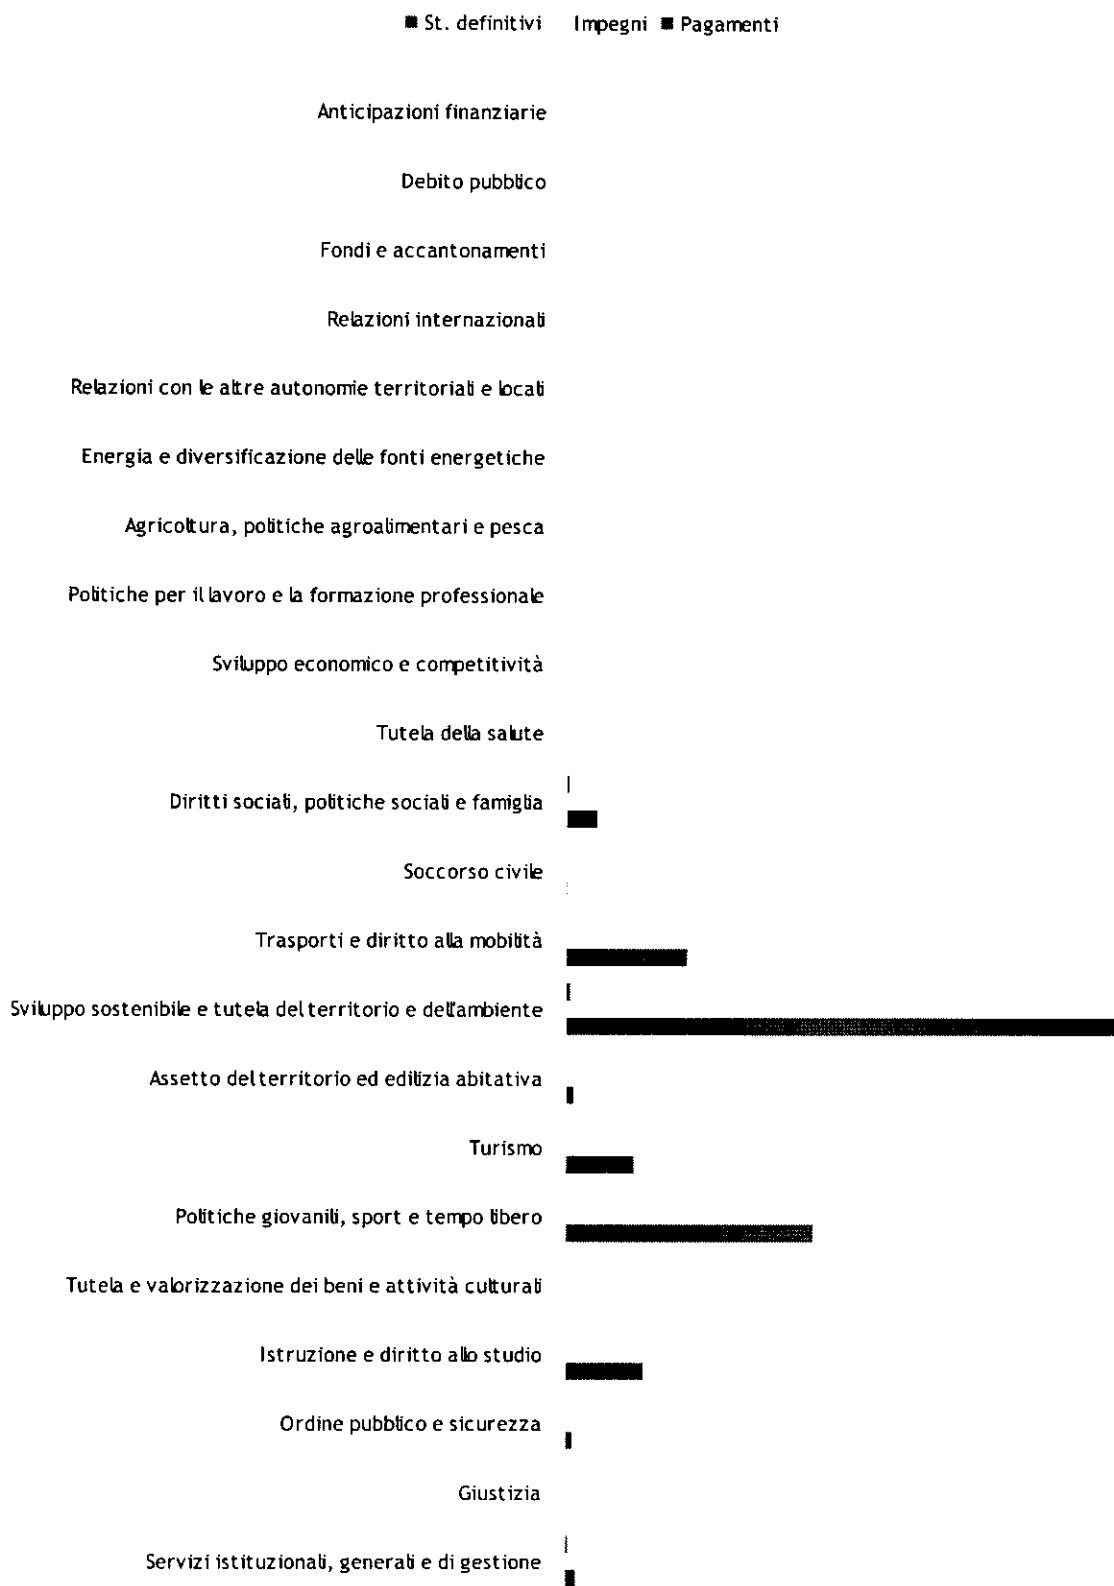 St. definitivi Impegni Pagamenti
Anticipazioni finanziarie
Debito pubblico
Fondi e accantonamenti
Relazioni internazionali
Relazioni con le altre autonomie territoriali e locali
Energia e diversificazione delle fonti energetiche
Agricoltura, politiche agroalimentari e pesca
Politiche per il lavoro e la formazione professionale
Sviluppo economico e competitività
Tutela della salute
Diritti sociali, politiche sociali e famiglia
Soccorso civile
Trasporti e diritto alla mobilità
Sviluppo sostenibile e tutela del territorio e dell'ambiente
Assetto del territorio ed edilizia abitativa
Turismo
Politiche giovanili, sport e tempo libero
Tutela e valorizzazione dei beni e attività culturali
Istruzione e diritto allo studio
Ordine pubblico e sicurezza
Giustizia
Servizi istituzionali, generali e di gestione